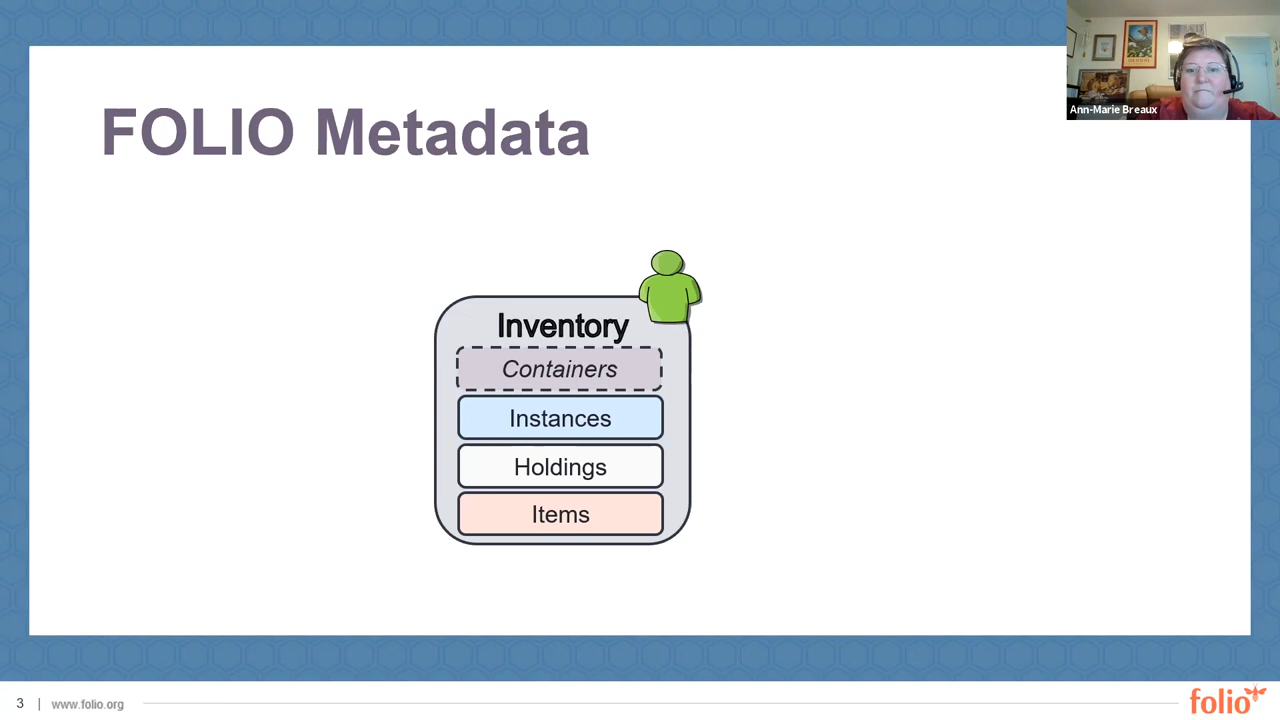 Ann-Marie Breaux
FOLIO Metadata
Inventory
Containers
Instances
Holdings
Items
3 | www.folio.org
folio